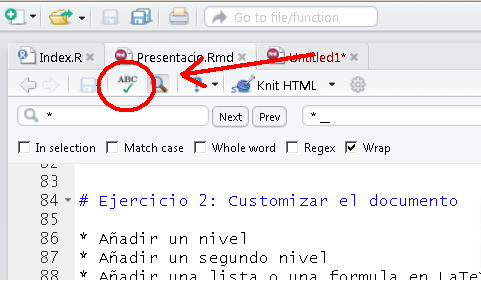 Go to file/function
Index.R Presentacio.Rmd Untitled1*
ABC Knit HTML
* Next Prev * _
In selection Match case Whole word Regex Wrap
82
83
84 # Ejercicio 2: Customizar el documento
85
86 * Añadir un nivel
87 * Añadir un segundo nivel
88 * Añadir una lista o una formula en LaTeX